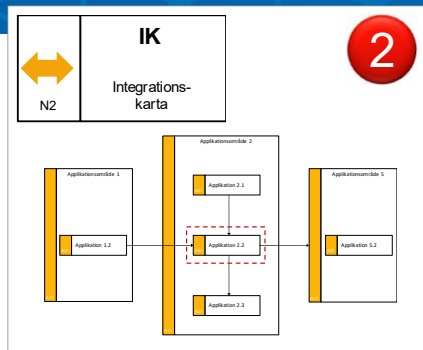 IK
2
Integrations-
karta
N2
Applikationsområde 2
Applikationsområde 1
Applikationsområde 5
Applikation 2.1
Applikation 1.2
Applikation 2.2
Applikation 5.2
Applikation 2.3